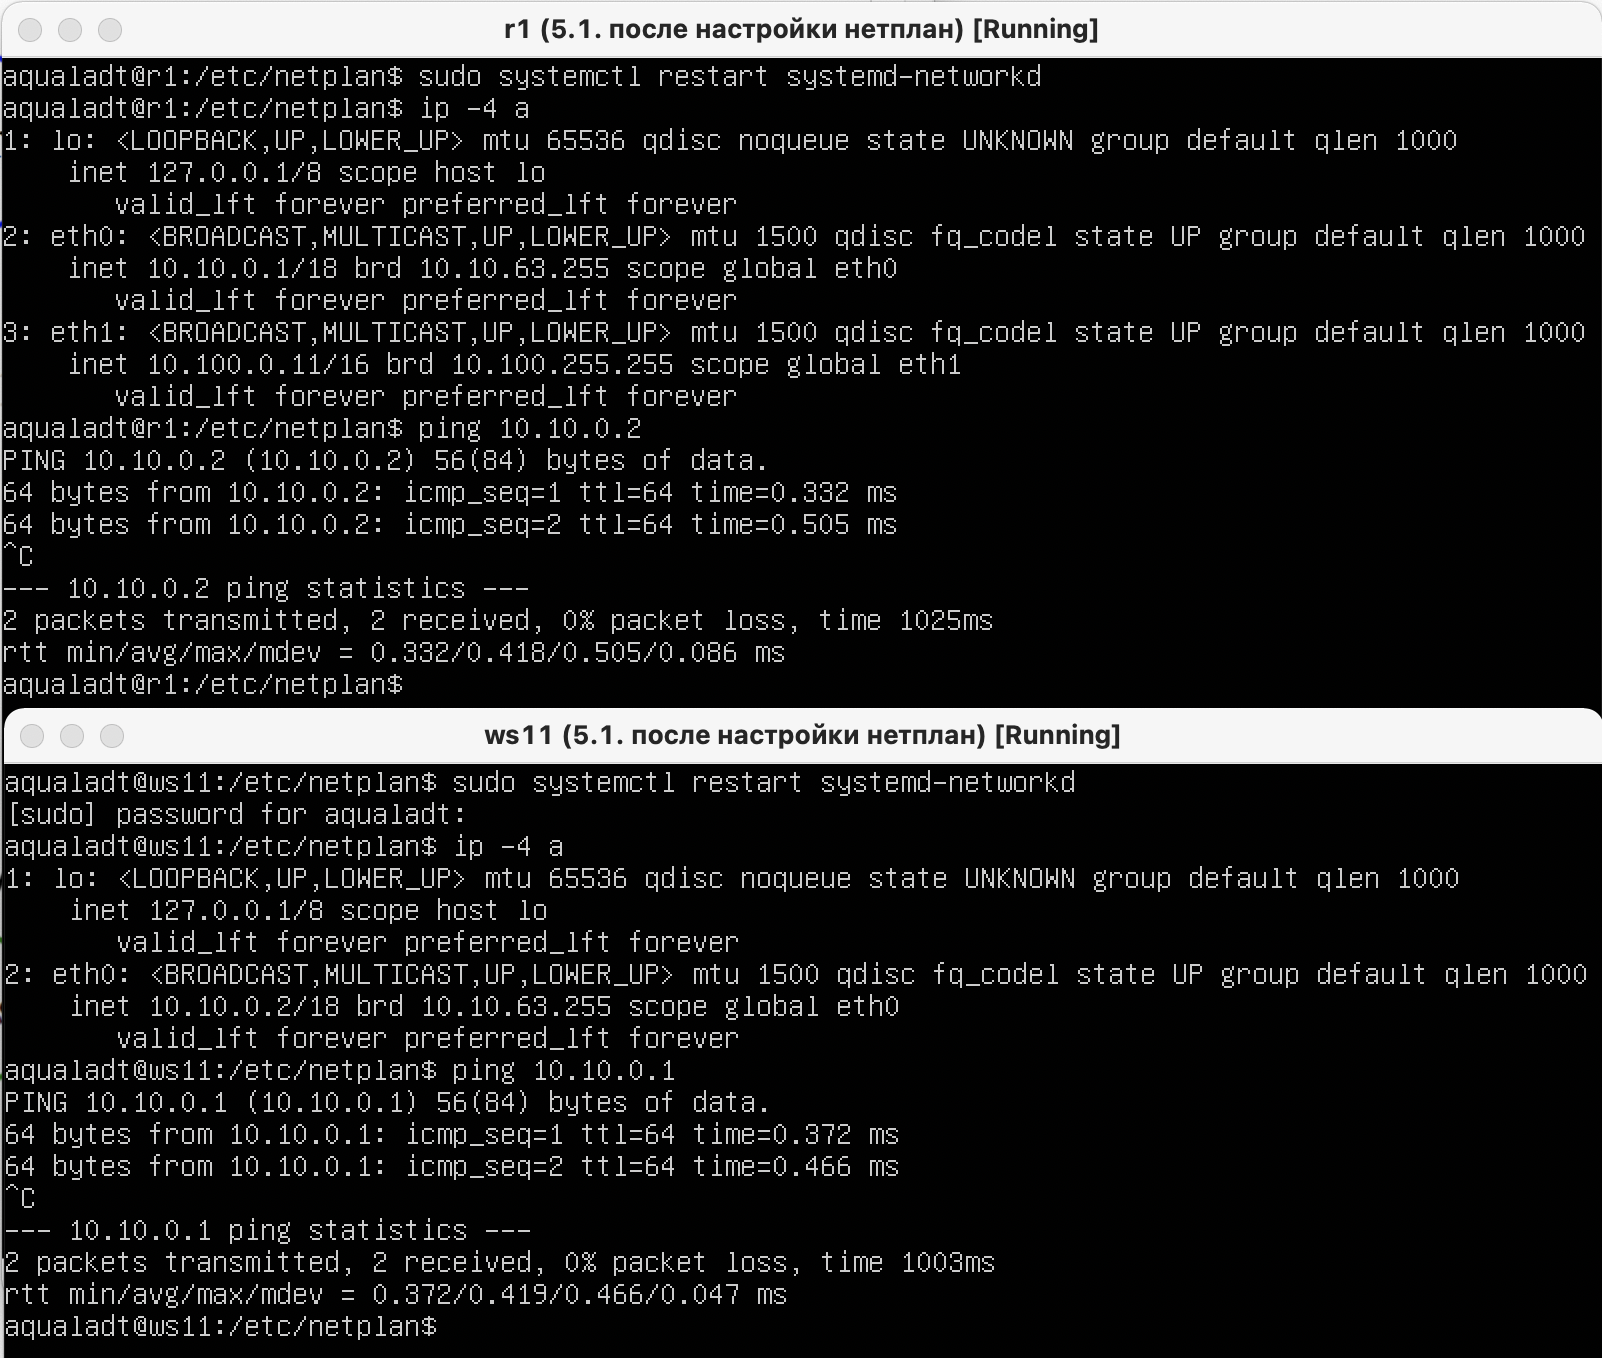 r1 (5.1. после настройки нетплан) [Running]
aqualadt@r1:/etc/netplan$ sudo systemctl restart systemd-networkd
aqualadt@r1:/etc/netplan$ ip -4 a
1: lo: <LOOPBACK,UP,LOWER_UP> mtu 65536 qdisc noqueue state UNKNOWN group default qlen 1000
    inet 127.0.0.1/8 scope host lo
       valid_lft forever preferred_lft forever
2: eth0: <BROADCAST,MULTICAST,UP,LOWER_UP> mtu 1500 qdisc fq_codel state UP group default qlen 1000
    inet 10.10.0.1/18 brd 10.10.63.255 scope global eth0
       valid_lft forever preferred_lft forever
3: eth1: <BROADCAST,MULTICAST,UP,LOWER_UP> mtu 1500 qdisc fq_codel state UP group default qlen 1000
    inet 10.100.0.11/16 brd 10.100.255.255 scope global eth1
       valid_lft forever preferred_lft forever
aqualadt@r1:/etc/netplan$ ping 10.10.0.2
PING 10.10.0.2 (10.10.0.2) 56(84) bytes of data.
64 bytes from 10.10.0.2: icmp_seq=1 ttl=64 time=0.332 ms
64 bytes from 10.10.0.2: icmp_seq=2 ttl=64 time=0.505 ms
^C
--- 10.10.0.2 ping statistics ---
2 packets transmitted, 2 received, 0% packet loss, time 1025ms
rtt min/avg/max/mdev = 0.332/0.418/0.505/0.086 ms
aqualadt@r1:/etc/netplan$
ws11 (5.1. после настройки нетплан) [Running]
aqualadt@ws11:/etc/netplan$ sudo systemctl restart systemd-networkd
[sudo] password for aqualadt:
aqualadt@ws11:/etc/netplan$ ip -4 a
1: lo: <LOOPBACK,UP,LOWER_UP> mtu 65536 qdisc noqueue state UNKNOWN group default qlen 1000
    inet 127.0.0.1/8 scope host lo
       valid_lft forever preferred_lft forever
2: eth0: <BROADCAST,MULTICAST,UP,LOWER_UP> mtu 1500 qdisc fq_codel state UP group default qlen 1000
    inet 10.10.0.2/18 brd 10.10.63.255 scope global eth0
       valid_lft forever preferred_lft forever
aqualadt@ws11:/etc/netplan$ ping 10.10.0.1
PING 10.10.0.1 (10.10.0.1) 56(84) bytes of data.
64 bytes from 10.10.0.1: icmp_seq=1 ttl=64 time=0.372 ms
64 bytes from 10.10.0.1: icmp_seq=2 ttl=64 time=0.466 ms
^C
--- 10.10.0.1 ping statistics ---
2 packets transmitted, 2 received, 0% packet loss, time 1003ms
rtt min/avg/max/mdev = 0.372/0.419/0.466/0.047 ms
aqualadt@ws11:/etc/netplan$